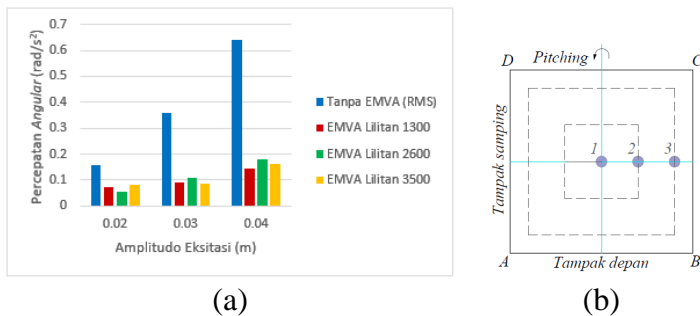 0.7
0.6
0.5
0.4
0.3
0.2
0.1
0
Percepatan Angular (rad/s²)
0.02 0.03 0.04
Amplitudo Eksitasi (m)
Tanpa EMVA (RMS)
EMVA Lilitan 1300
EMVA Lilitan 2600
EMVA Lilitan 3500
(a)
D Pitching C
Tampak samping
1 2 3
A Tampak depan B
(b)